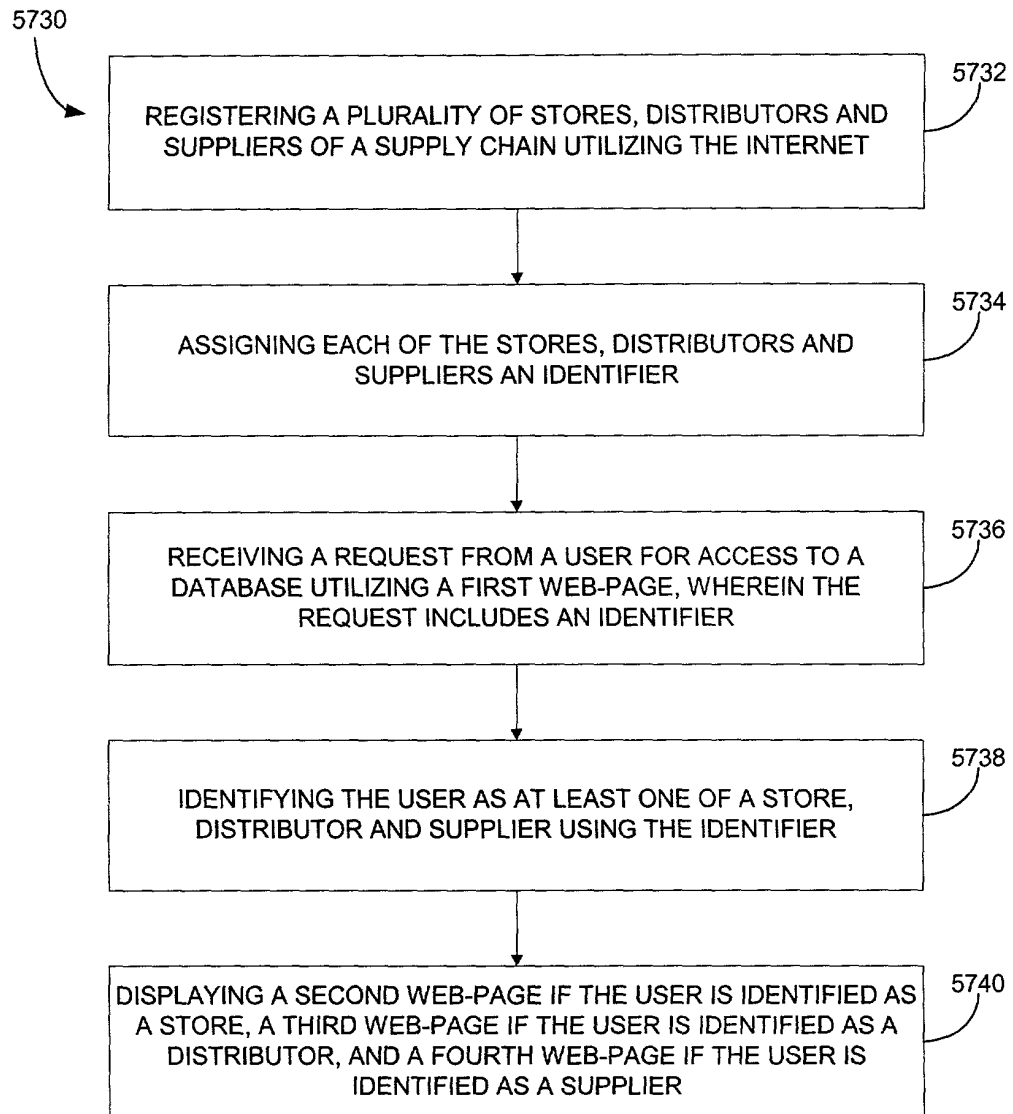 5730
5732
REGISTERING A PLURALITY OF STORES, DISTRIBUTORS AND
SUPPLIERS OF A SUPPLY CHAIN UTILIZING THE INTERNET
5734
ASSIGNING EACH OF THE STORES, DISTRIBUTORS AND
SUPPLIERS AN IDENTIFIER
5736
RECEIVING A REQUEST FROM A USER FOR ACCESS TO A
DATABASE UTILIZING A FIRST WEB-PAGE, WHEREIN THE
REQUEST INCLUDES AN IDENTIFIER
5738
IDENTIFYING THE USER AS AT LEAST ONE OF A STORE,
DISTRIBUTOR AND SUPPLIER USING THE IDENTIFIER
5740
DISPLAYING A SECOND WEB-PAGE IF THE USER IS IDENTIFIED AS
A STORE, A THIRD WEB-PAGE IF THE USER IS IDENTIFIED AS A
DISTRIBUTOR, AND A FOURTH WEB-PAGE IF THE USER IS
IDENTIFIED AS A SUPPLIER